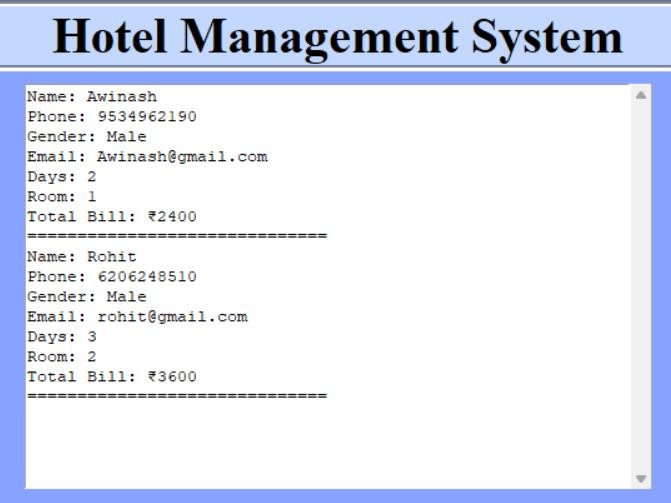 Hotel Management System
Name: Awinash
Phone: 9534962190
Gender: Male
Email: Awinash@gmail.com
Days: 2
Room: 1
Total Bill: ₹2400
==============================
Name: Rohit
Phone: 6206248510
Gender: Male
Email: rohit@gmail.com
Days: 3
Room: 2
Total Bill: ₹3600
==============================